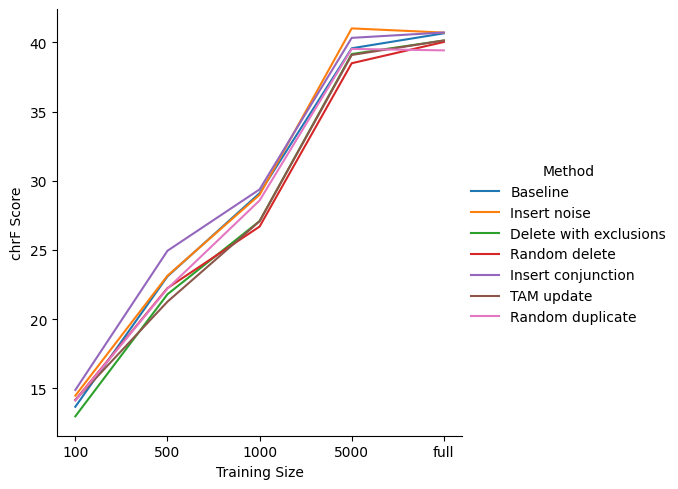 40
35
30
25
20
15
chrF Score
100
500
1000
5000
full
Training Size
Method
Baseline
Insert noise
Delete with exclusions
Random delete
Insert conjunction
TAM update
Random duplicate